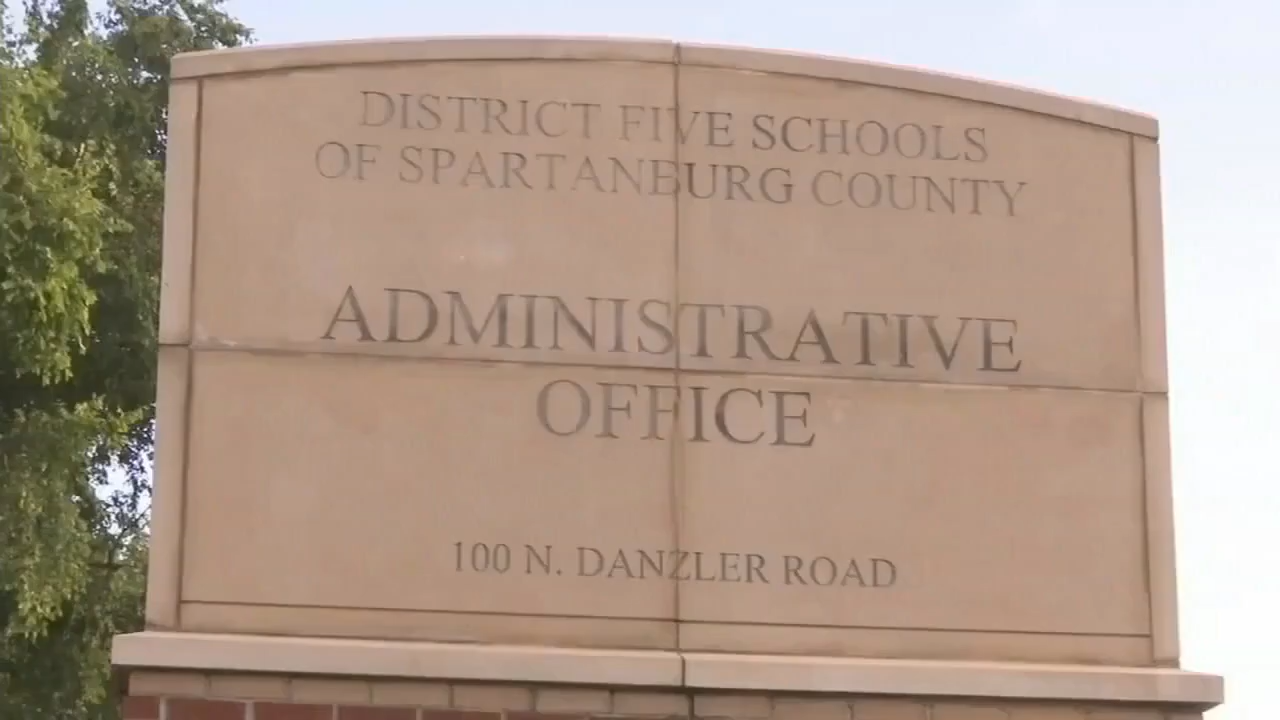 DISTRICT FIVE SCHOOLS
OF SPARTANBURG COUNTY
ADMINISTRATIVE
OFFICE
100 N. DANZLER ROAD